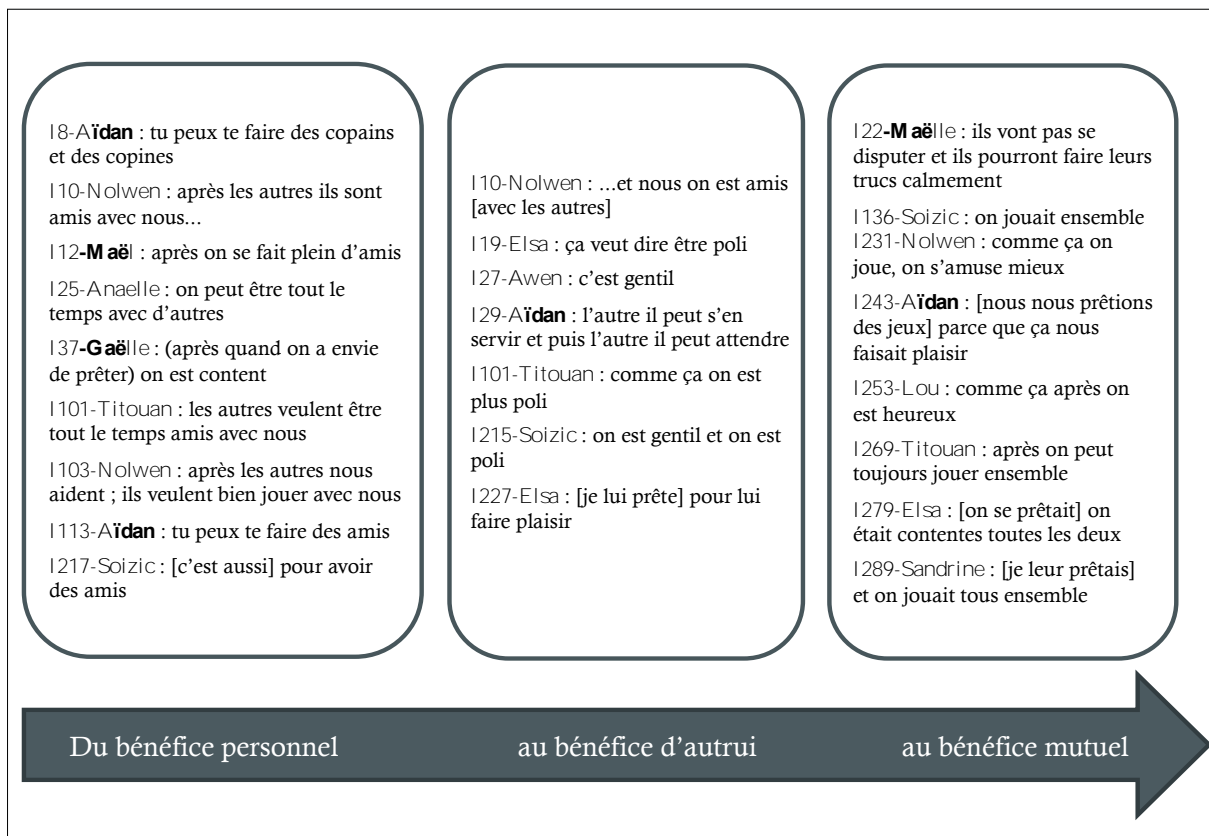 I8-Aïdan : tu peux te faire des copains
et des copines
I10-Nolwen : après les autres ils sont
amis avec nous…
I12-Maël : après on se fait plein d’amis
I25-Anaelle : on peut être tout le
temps avec d’autres
I37-Gaëlle : (après quand on a envie
de prêter) on est content
I101-Titouan : les autres veulent être
tout le temps amis avec nous
I103-Nolwen : après les autres nous
aident ; ils veulent bien jouer avec nous
I113-Aïdan : tu peux te faire des amis
I217-Soizic : [c’est aussi] pour avoir
des amis
I10-Nolwen : …et nous on est amis
[avec les autres]
I19-Elsa : ça veut dire être poli
I27-Awen : c’est gentil
I29-Aïdan : l’autre il peut s’en
servir et puis l’autre il peut attendre
I101-Titouan : comme ça on est
plus poli
I215-Soizic : on est gentil et on est
poli
I227-Elsa : [je lui prête] pour lui
faire plaisir
I22-Maëlle : ils vont pas se
disputer et ils pourront faire leurs
trucs calmement
I136-Soizic : on jouait ensemble
I231-Nolwen : comme ça on
joue, on s’amuse mieux
I243-Aïdan : [nous nous prêtions
des jeux] parce que ça nous
faisait plaisir
I253-Lou : comme ça après on
est heureux
I269-Titouan : après on peut
toujours jouer ensemble
I279-Elsa : [on se prêtait] on
était contentes toutes les deux
I289-Sandrine : [je leur prêtais]
et on jouait tous ensemble
Du bénéfice personnel au bénéfice d'autrui au bénéfice mutuel